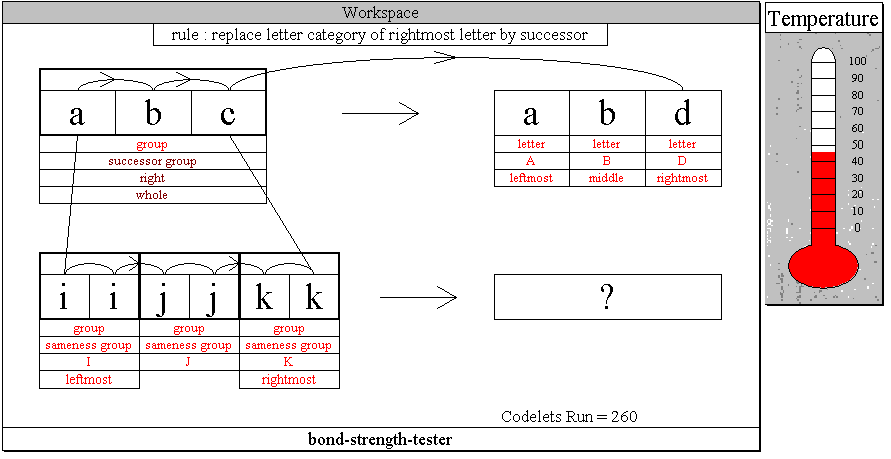 Workspace
Temperature
rule : replace letter category of rightmost letter by successor
a b c
a b d
group
successor group
right
whole
letter letter letter
A B D
leftmost middle rightmost
100
90
80
70
60
50
40
30
20
10
0
i i j j k k
?
group group group
sameness group sameness group sameness group
I J K
leftmost rightmost
Codelets Run = 260
bond-strength-tester